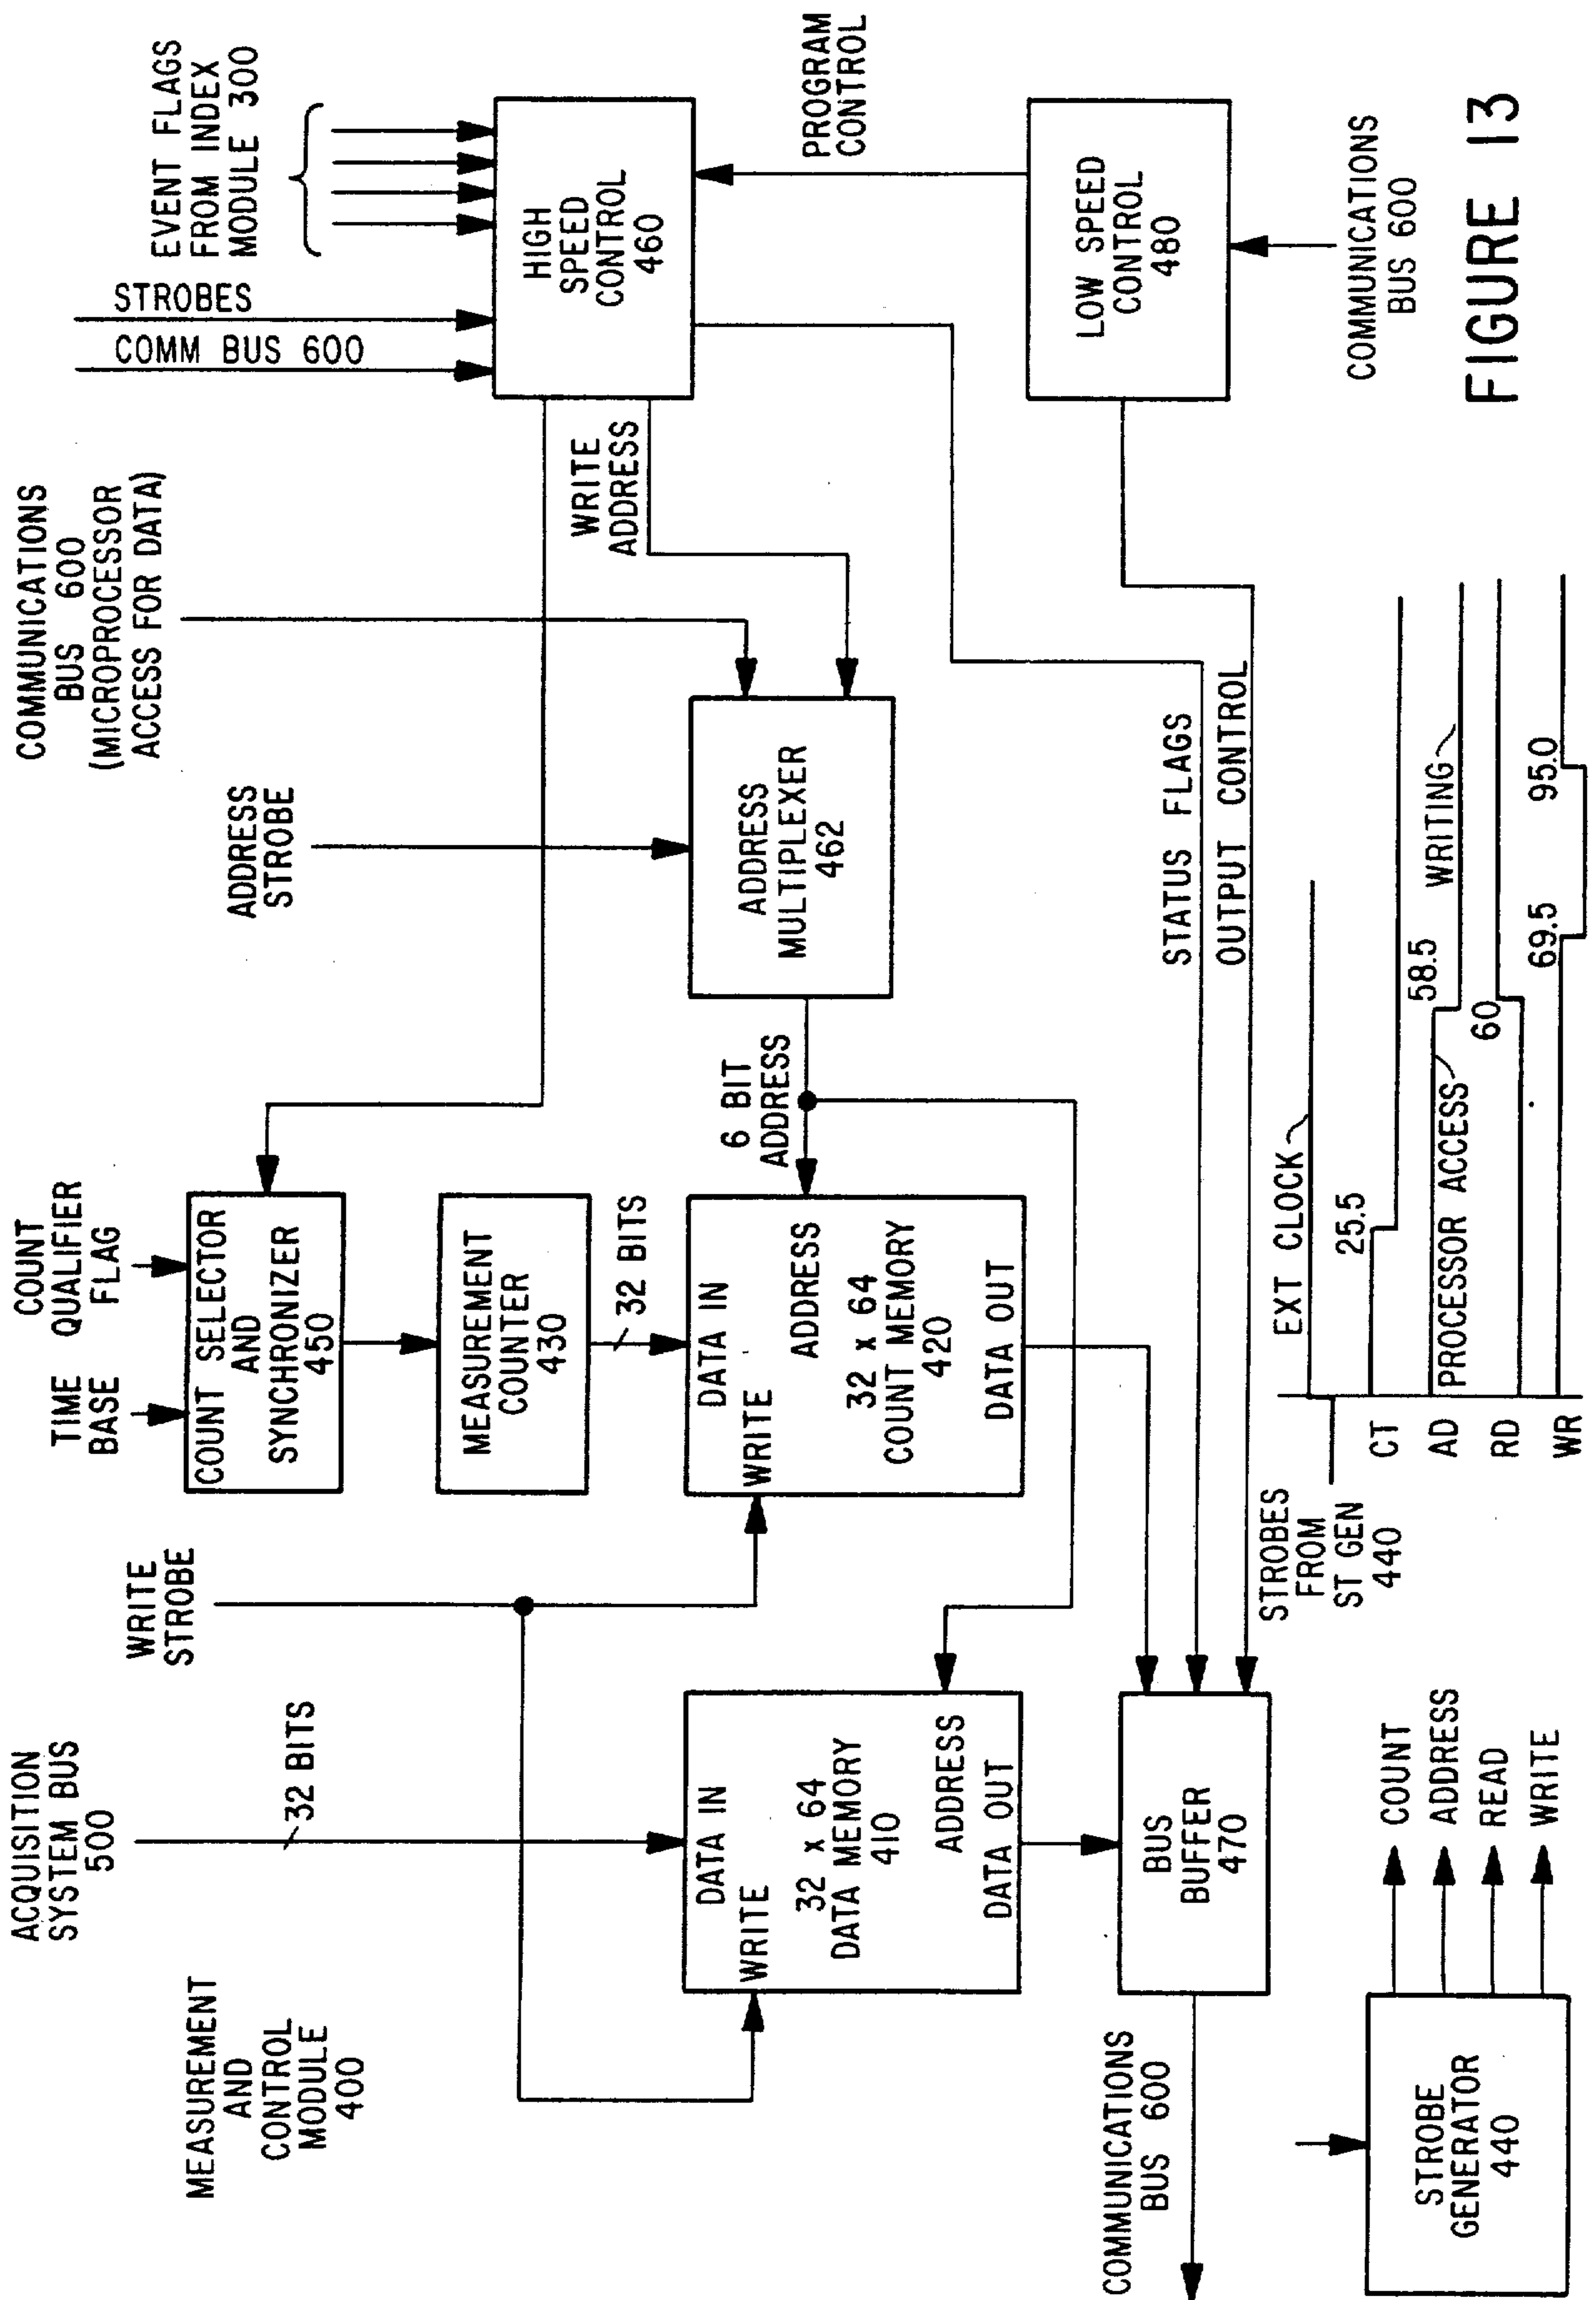 ACQUISITION
SYSTEM BUS
500
32 BITS
MEASUREMENT
AND
CONTROL
MODULE
400
WRITE
STROBE
TIME
BASE
COUNT
QUALIFIER
FLAG
COUNT SELECTOR
AND
SYNCHRONIZER
450
MEASUREMENT
COUNTER
430
32 BITS
ADDRESS
STROBE
COMMUNICATIONS
BUS 600
(MICROPROCESSOR
ACCESS FOR DATA)
STROBES
COMM BUS 600
EVENT FLAGS
FROM INDEX
MODULE 300
HIGH
SPEED
CONTROL
460
WRITE
ADDRESS
ADDRESS
MULTIPLEXER
462
6 BIT
ADDRESS
DATA IN
WRITE
32 x 64
DATA MEMORY
410
ADDRESS
DATA OUT
DATA IN
WRITE
ADDRESS
32 x 64
COUNT MEMORY
420
DATA OUT
PROGRAM
CONTROL
LOW SPEED
CONTROL
480
COMMUNICATIONS
BUS 600
STATUS FLAGS
OUTPUT CONTROL
BUS
BUFFER
470
COMMUNICATIONS
BUS 600
STROBE
GENERATOR
440
COUNT
ADDRESS
READ
WRITE
STROBES
FROM
ST GEN
440
EXT CLOCK
CT
25.5
AD
PROCESSOR ACCESS
58.5
WRITING
RD
60
WR
69.5
95.0
FIGURE 13